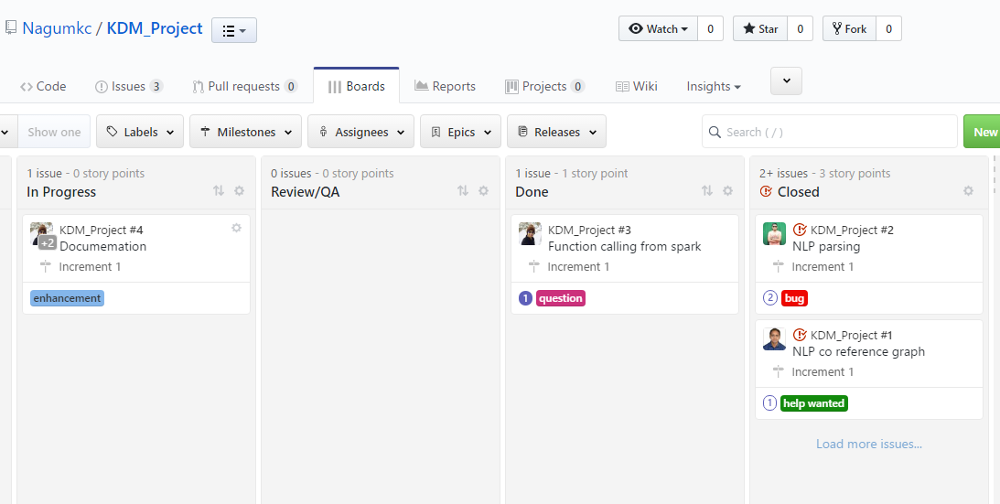 Nagumkc / KDM_Project
Watch 0 Star 0 Fork 0
Code Issues 3 Pull requests 0 Boards Reports Projects 0 Wiki Insights
Show one Labels Milestones Assignees Epics Releases Search ( / ) New
1 issue - 0 story points
In Progress
KDM_Project #4
+2
Documemation
Increment 1
enhancement
0 issues - 0 story points
Review/QA
1 issue - 1 story point
Done
KDM_Project #3
Function calling from spark
Increment 1
1 question
2+ issues - 3 story points
Closed
KDM_Project #2
NLP parsing
Increment 1
2 bug
KDM_Project #1
NLP co reference graph
Increment 1
1 help wanted
Load more issues...